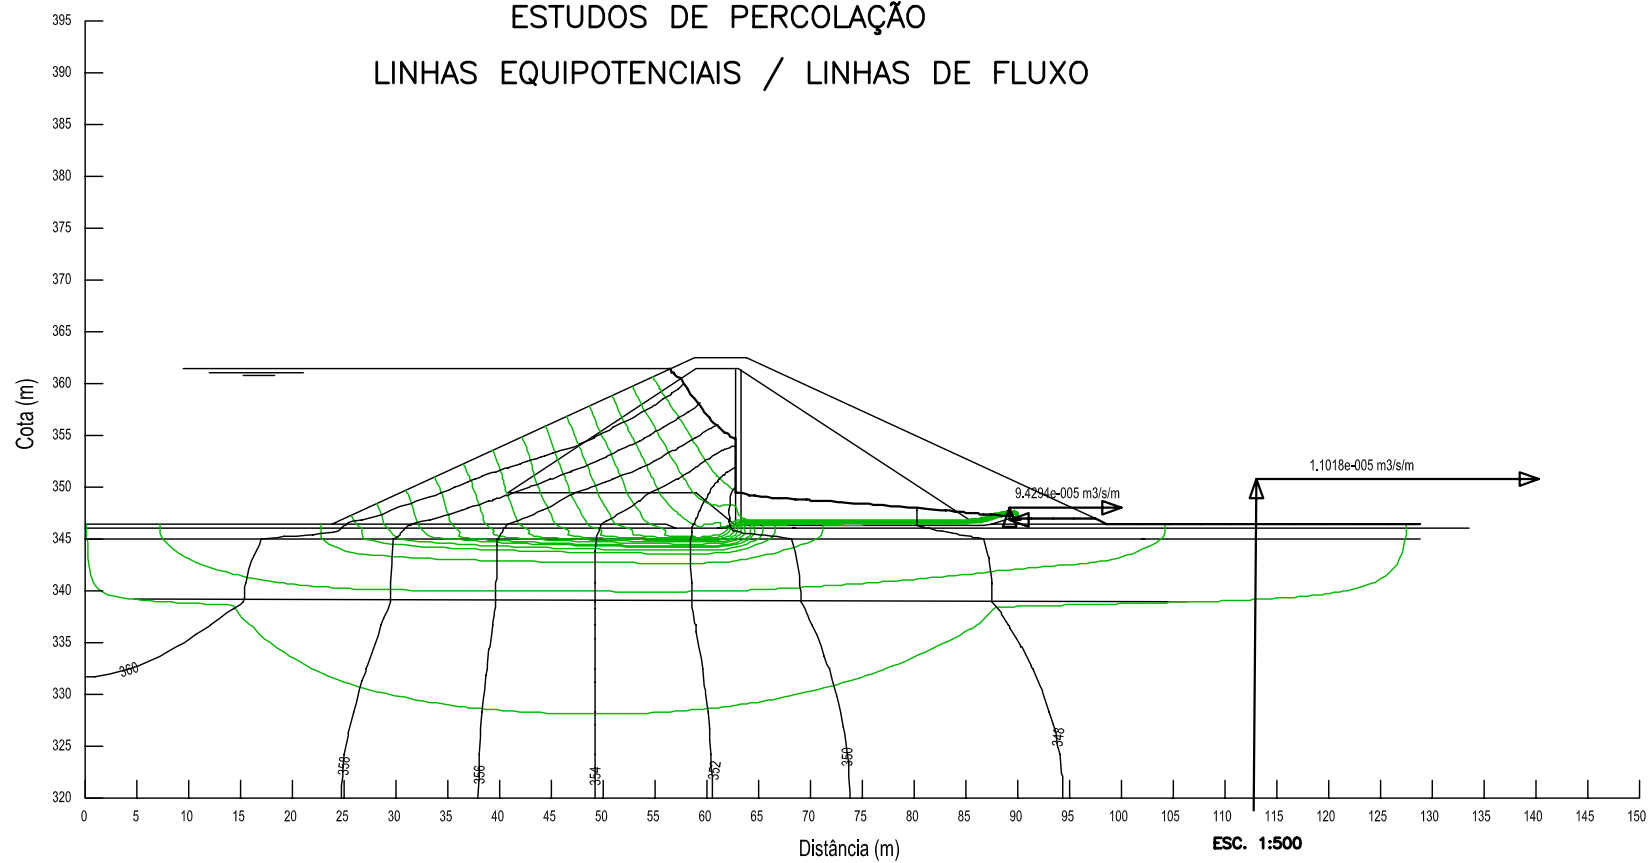 ESTUDOS DE PERCOLAÇÃO
LINHAS EQUIPOTENCIAIS / LINHAS DE FLUXO
395
390
385
380
375
370
365
360
355
350
345
340
335
330
325
320
Cota (m)
1.1018e-005 m3/s/m
9.4294e-005 m3/s/m
360
358
356
354
352
350
348
0 5 10 15 20 25 30 35 40 45 50 55 60 65 70 75 80 85 90 95 100 105 110 115 120 125 130 135 140 145 150
Distância (m)
ESC. 1:500